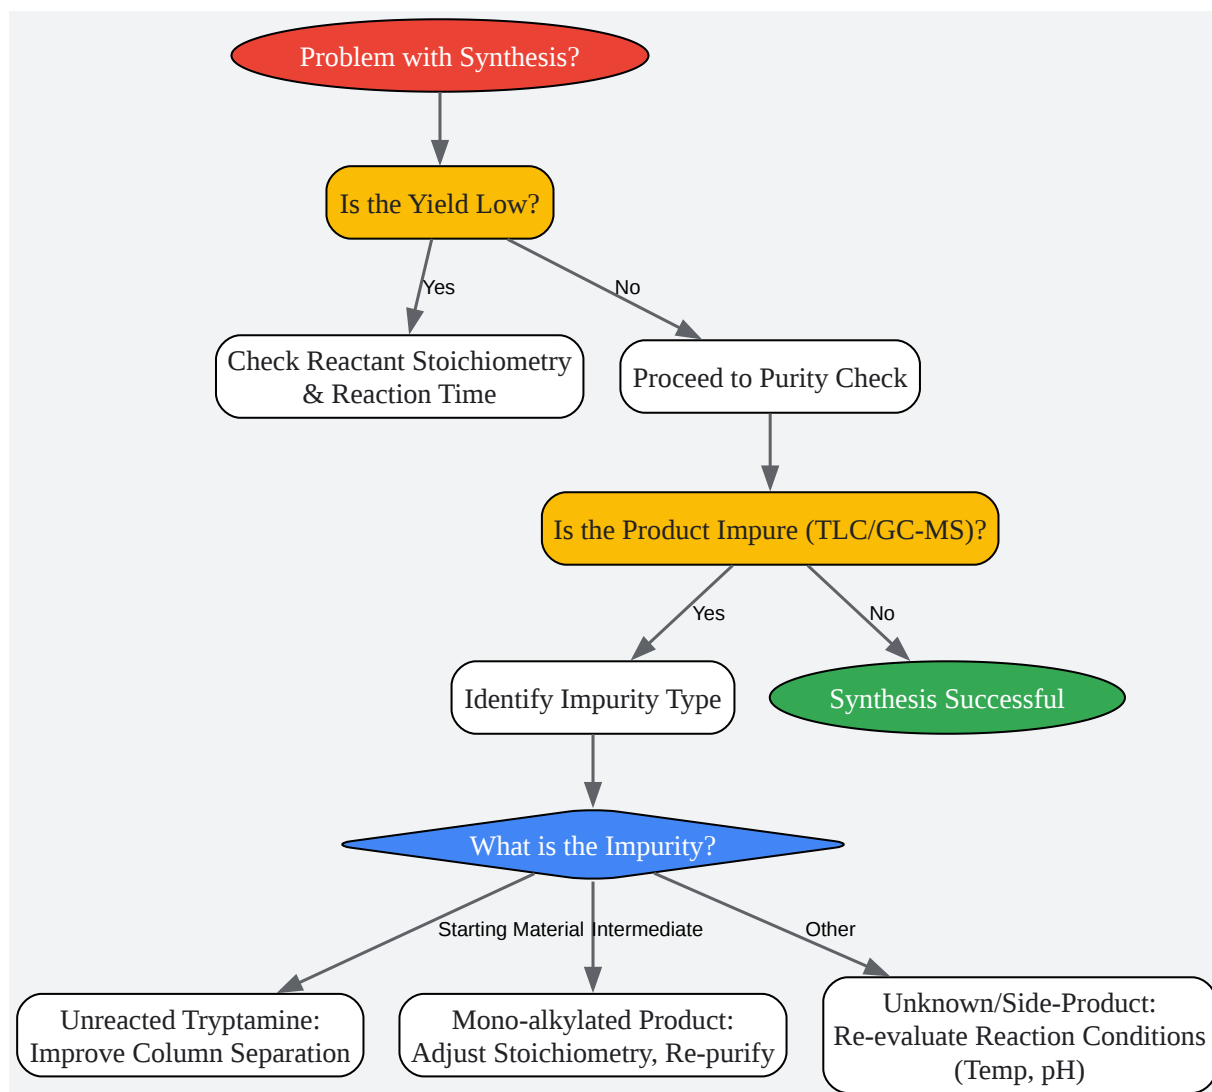 Problem with Synthesis?
Is the Yield Low?
Yes
No
Check Reactant Stoichiometry
& Reaction Time
Proceed to Purity Check
Is the Product Impure (TLC/GC-MS)?
Yes
No
Identify Impurity Type
Synthesis Successful
What is the Impurity?
Starting Material
Intermediate
Other
Unreacted Tryptamine:
Improve Column Separation
Mono-alkylated Product:
Adjust Stoichiometry, Re-purify
Unknown/Side-Product:
Re-evaluate Reaction Conditions
(Temp, pH)